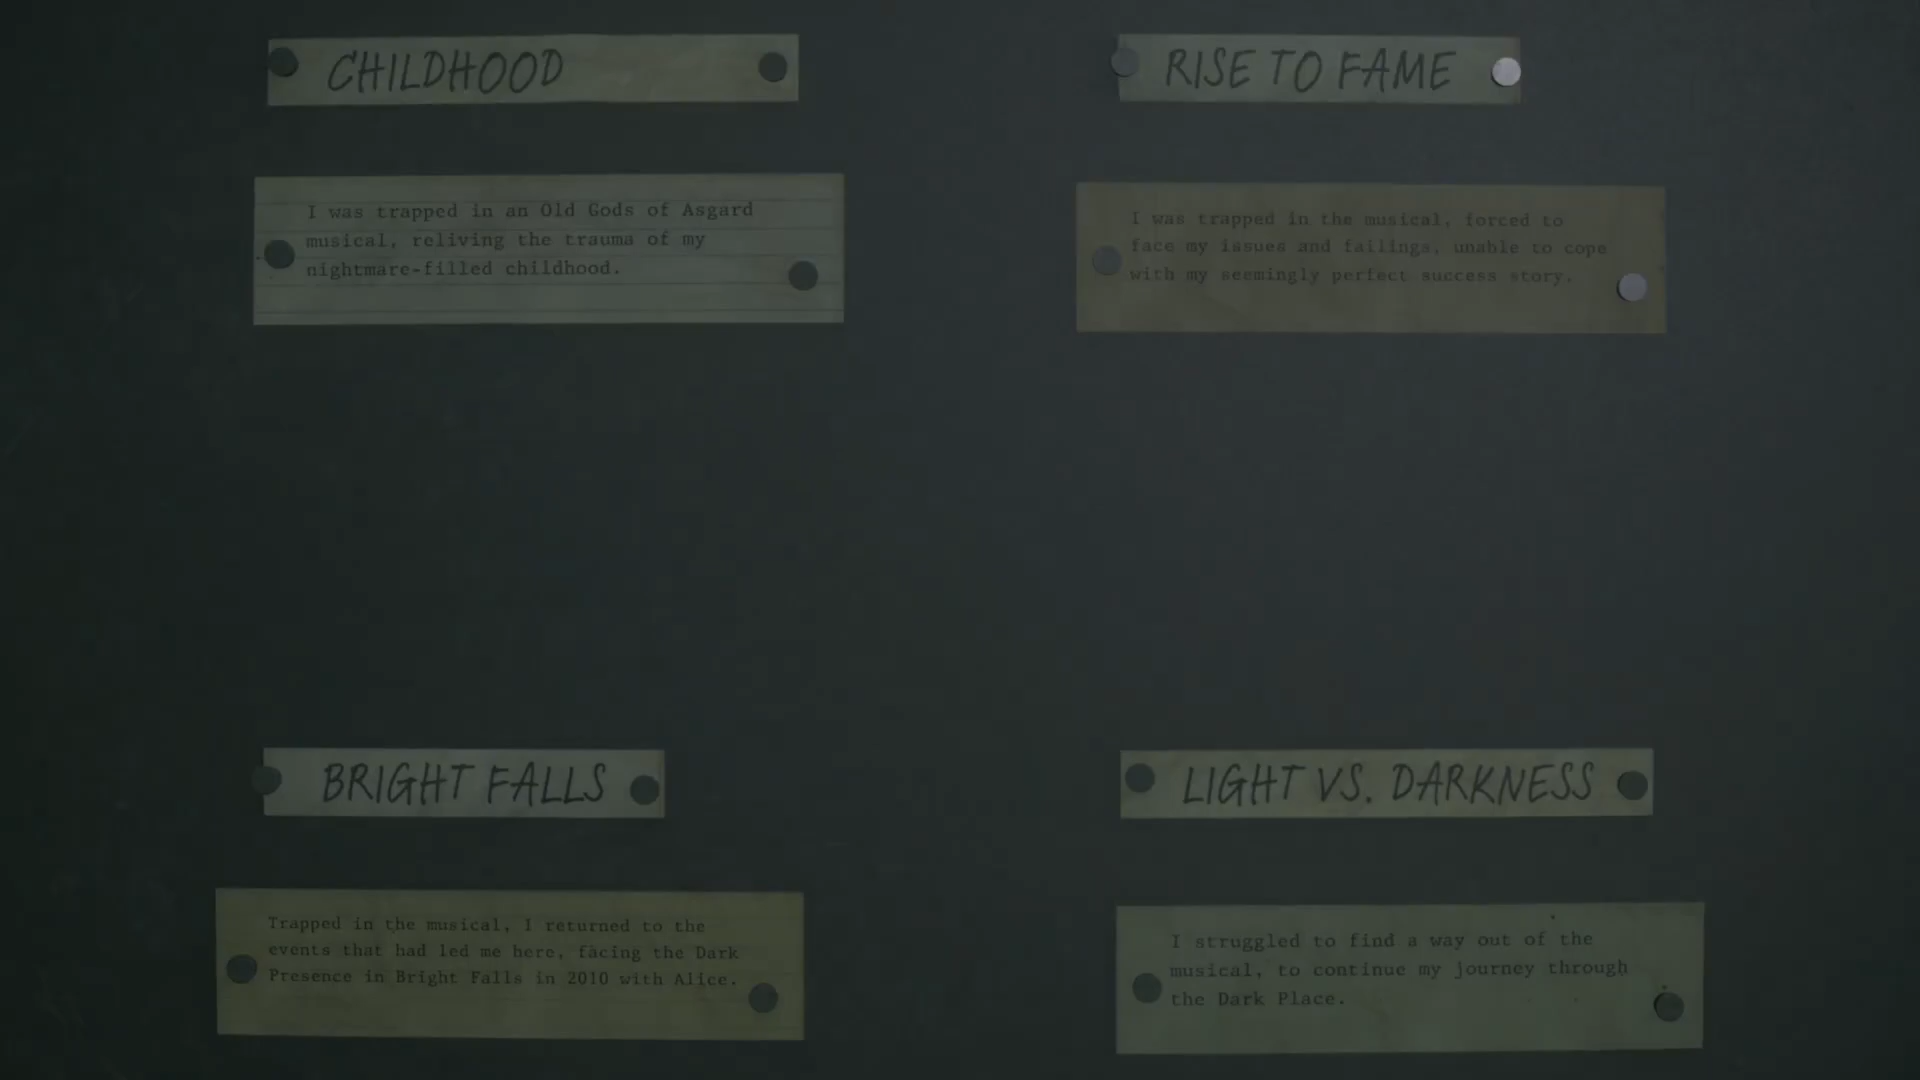 CHILDHOOD
I was trapped in an Old Gods of Asgard
musical, reliving the trauma of my
nightmare-filled childhood.
RISE TO FAME
I was trapped in the musical, forced to
face my issues and failings, unable to cope
with my seemingly perfect success story.
BRIGHT FALLS
Trapped in the musical, I returned to the
events that had led me here, facing the Dark
Presence in Bright Falls in 2010 with Alice.
LIGHT VS. DARKNESS
I struggled to find a way out of the
musical, to continue my journey through
the Dark Place.